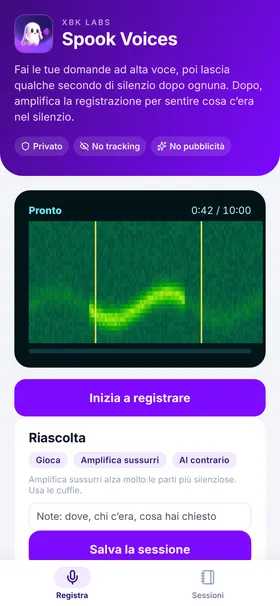 XBK LABS
Spook Voices
Fai le tue domande ad alta voce, poi lascia
qualche secondo di silenzio dopo ognuna. Dopo,
amplifica la registrazione per sentire cosa c'era
nel silenzio.
Privato
No tracking
No pubblicità
Pronto
0:42 / 10:00
Inizia a registrare
Riascolta
Gioca
Amplifica sussurri
Al contrario
Amplifica sussurri alza molto le parti più silenziose.
Usa le cuffie.
Note: dove, chi c'era, cosa hai chiesto
Salva la sessione
Registra
Sessioni